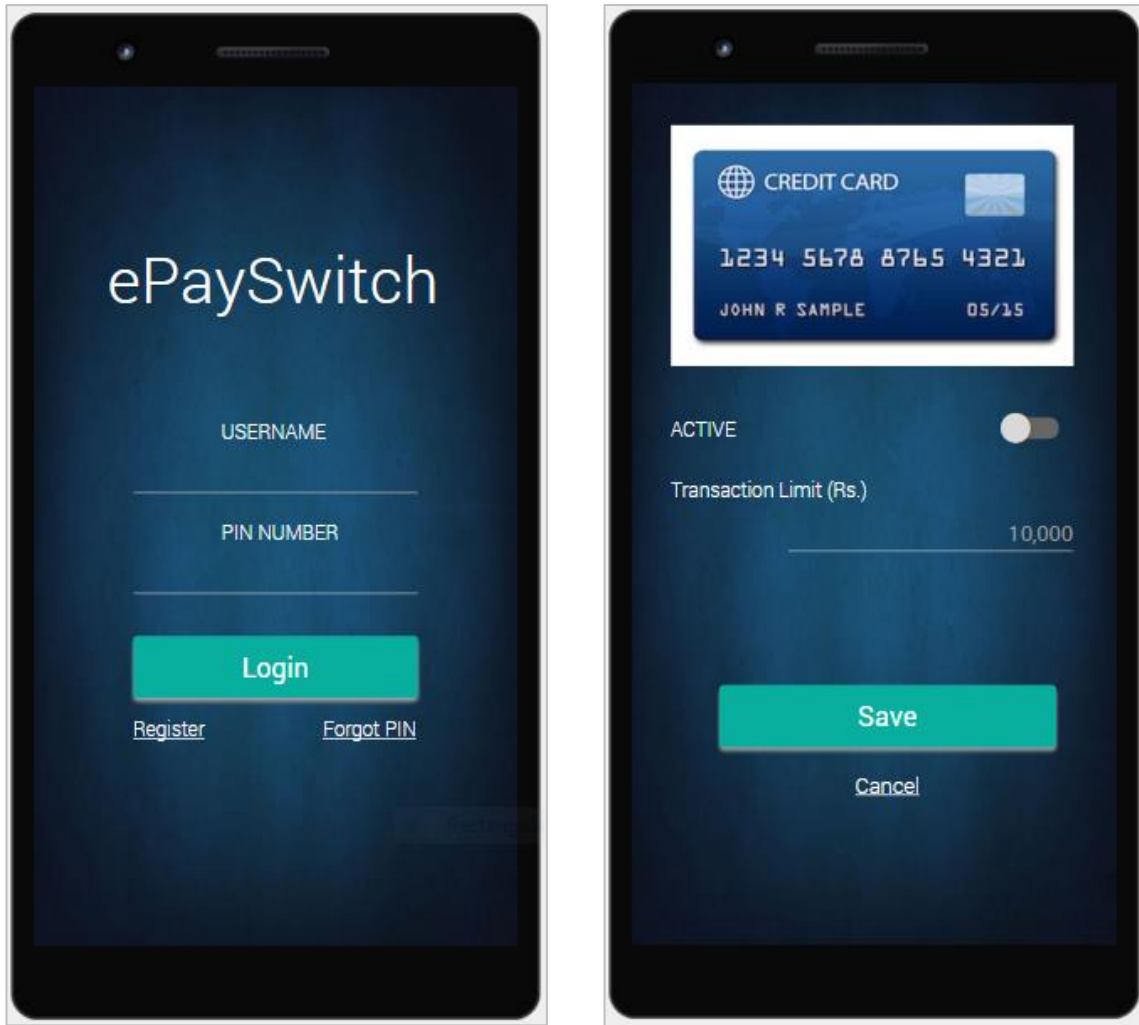 ePaySwitch
USERNAME
PIN NUMBER
Login
Register Forgot PIN
CREDIT CARD
1234 5678 8765 4321
JOHN R SAMPLE 05/15
ACTIVE
Transaction Limit (Rs.)
10,000
Save
Cancel